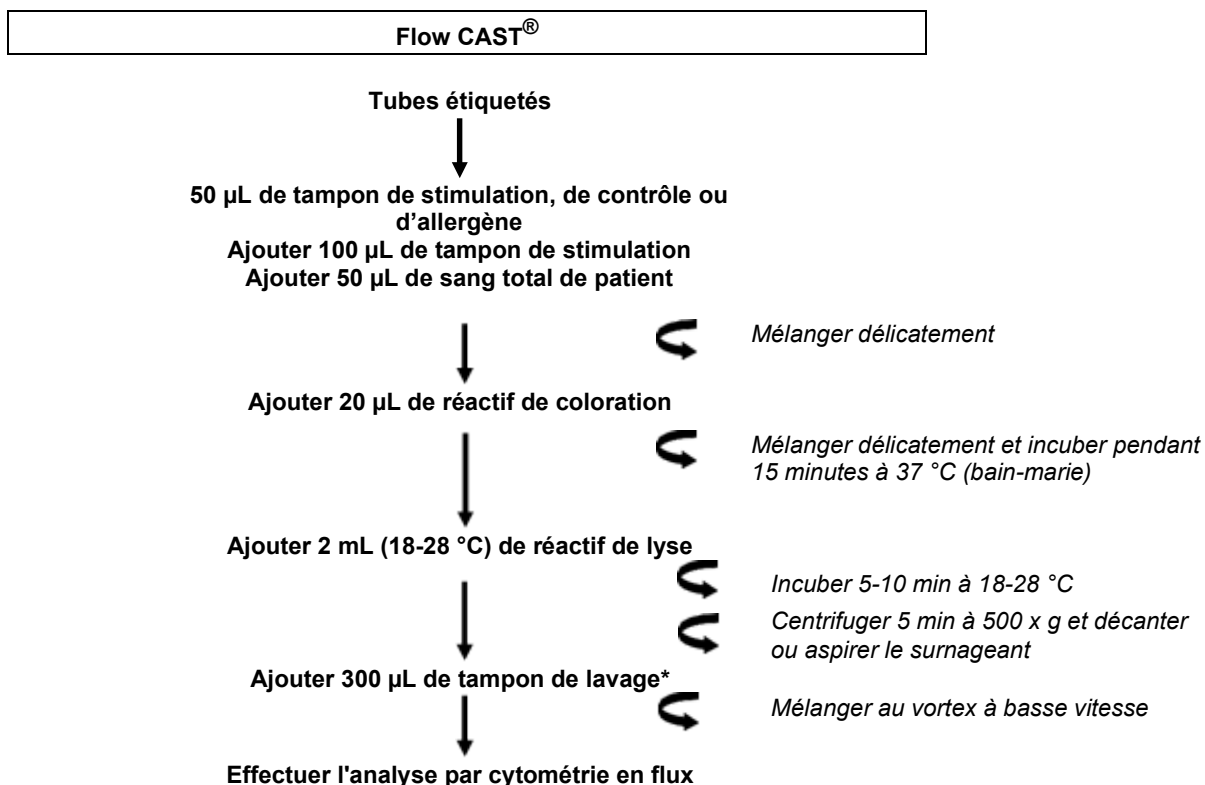 Flow CAST®
Tubes étiquetés
50 µL de tampon de stimulation, de contrôle ou
d’allergène
Ajouter 100 µL de tampon de stimulation
Ajouter 50 µL de sang total de patient
Mélanger délicatement
Ajouter 20 µL de réactif de coloration
Mélanger délicatement et incuber pendant
15 minutes à 37 °C (bain-marie)
Ajouter 2 mL (18-28 °C) de réactif de lyse
Incuber 5-10 min à 18-28 °C
Centrifuger 5 min à 500 x g et décanter
ou aspirer le surnageant
Ajouter 300 µL de tampon de lavage*
Mélanger au vortex à basse vitesse
Effectuer l'analyse par cytométrie en flux